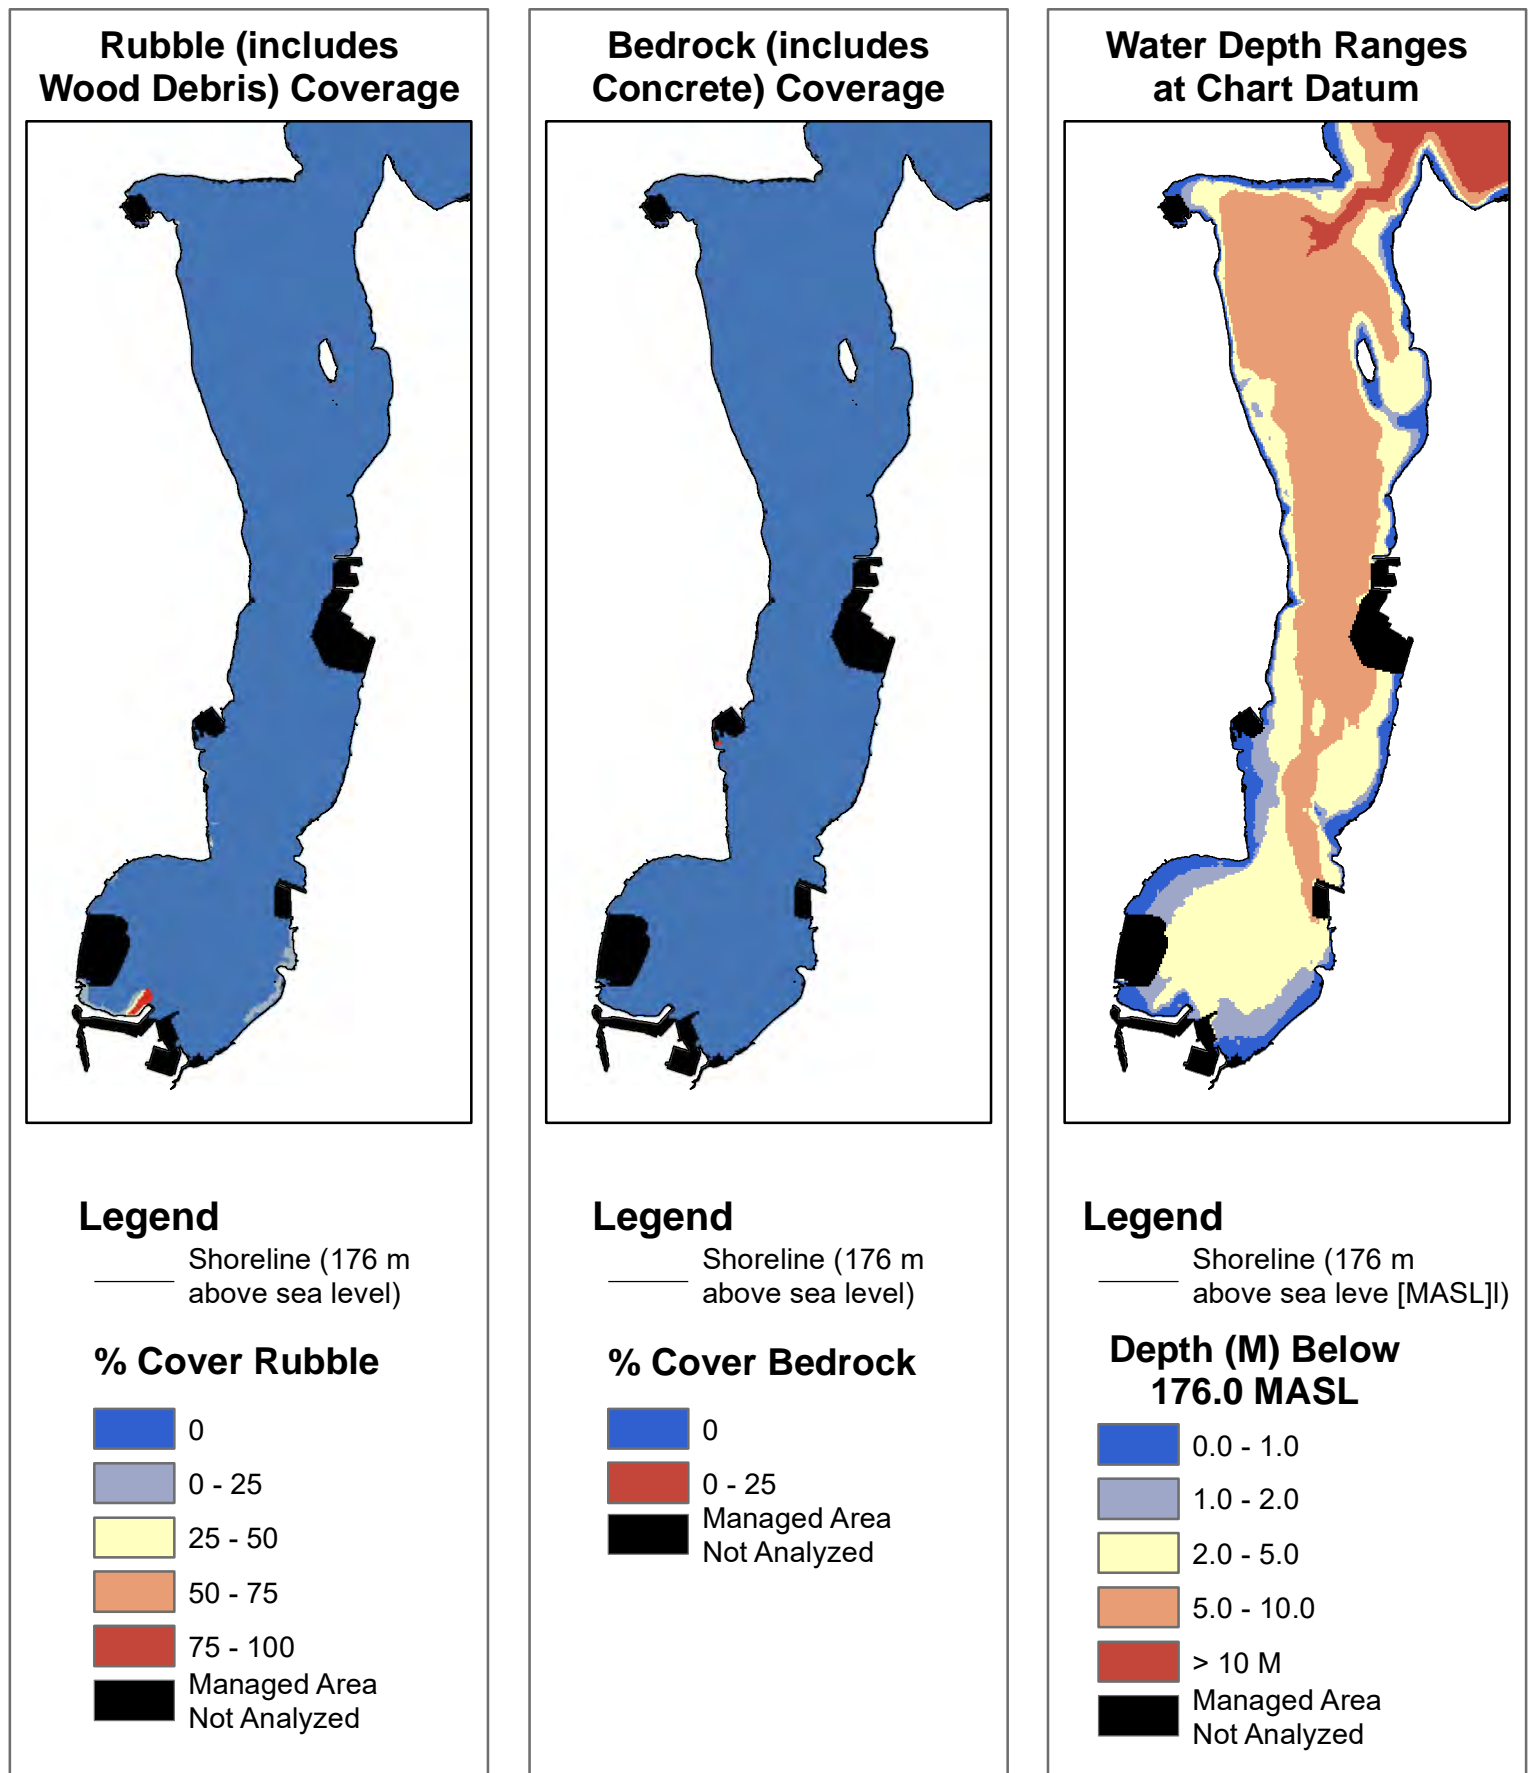 Rubble (includes
Wood Debris) Coverage
Legend
Shoreline (176 m
above sea level)
% Cover Rubble
0
0 - 25
25 - 50
50 - 75
75 - 100
Managed Area
Not Analyzed
Bedrock (includes
Concrete) Coverage
Legend
Shoreline (176 m
above sea level)
% Cover Bedrock
0
0 - 25
Managed Area
Not Analyzed
Water Depth Ranges
at Chart Datum
Legend
Shoreline (176 m
above sea leve [MASL]l)
Depth (M) Below
176.0 MASL
0.0 - 1.0
1.0 - 2.0
2.0 - 5.0
5.0 - 10.0
> 10 M
Managed Area
Not Analyzed